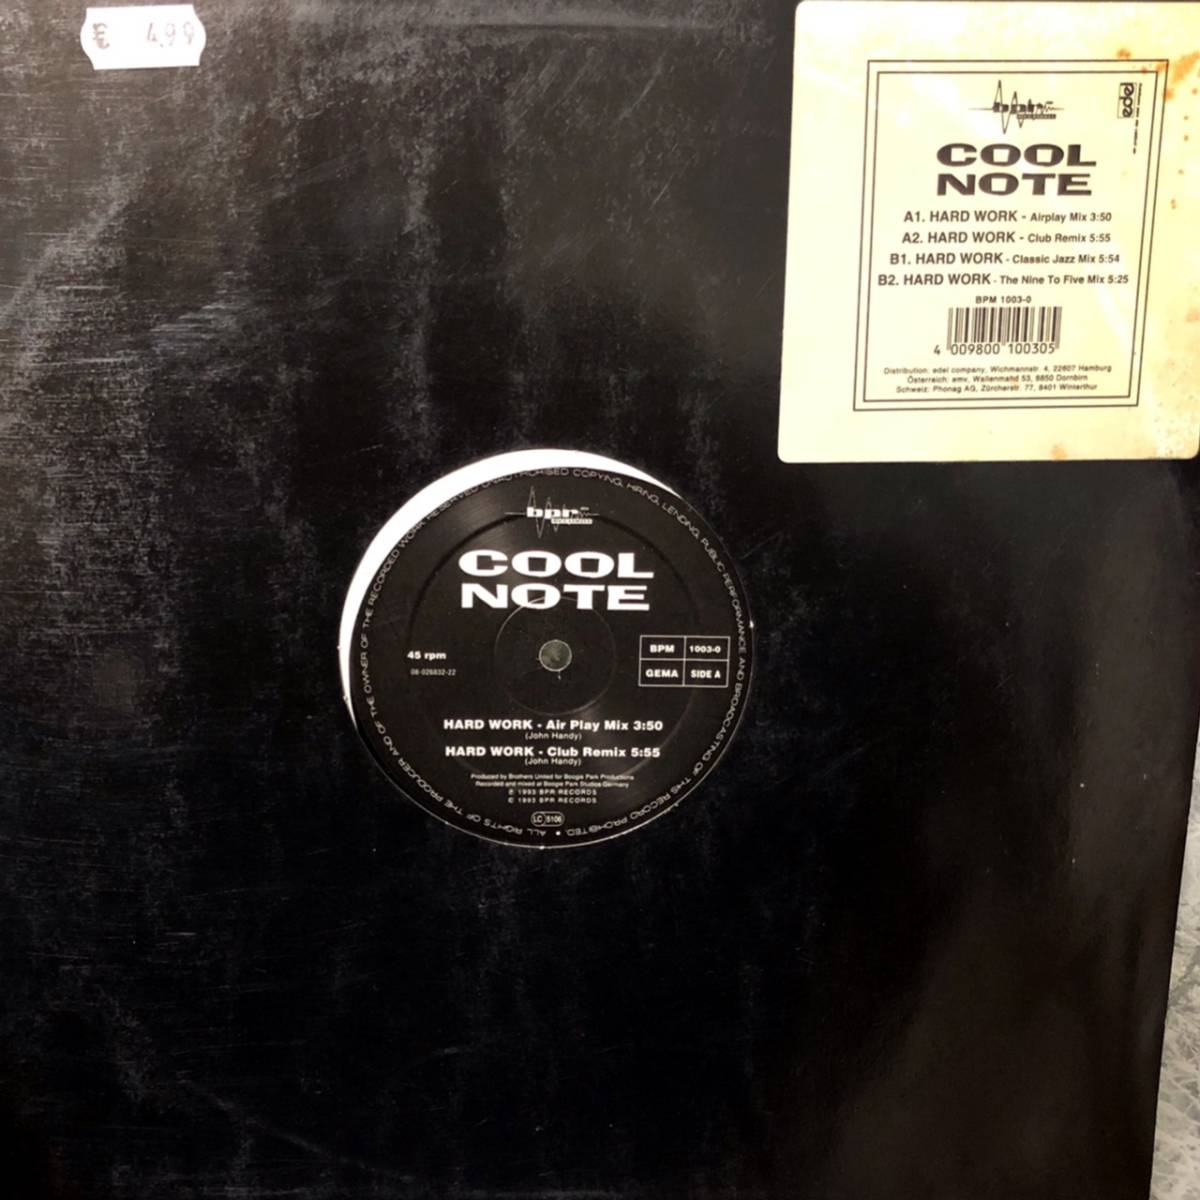 € 4.99
bpr
RECORDS
edel
COOL
NOTE
A1. HARD WORK - Airplay Mix 3:50
A2. HARD WORK - Club Remix 5:55
B1. HARD WORK - Classic Jazz Mix 5:54
B2. HARD WORK - The Nine To Five Mix 5:25
BPM 1003-0
4 009800 100305
Distribution: edel company, Wichmannstr. 4, 22607 Hamburg
Österreich: emv, Wallenmahd 53, 6850 Dornbirn
Schweiz: Phonag AG, Zürcherstr. 77, 8401 Winterthur
ALL RIGHTS OF THE PRODUCER AND OF THE OWNER OF THE RECORDED WORK RESERVED UNAUTHORISED COPYING, HIRING, LENDING, PUBLIC PERFORMANCE AND BROADCASTING OF THIS RECORD PROHIBITED.
bpr
RECORDS
COOL
NOTE
45 rpm
08-026832-22
BPM 1003-0
GEMA SIDE A
HARD WORK - Air Play Mix 3:50
(John Handy)
HARD WORK - Club Remix 5:55
(John Handy)
Produced by Brothers United for Boogie Park Productions
Recorded and mixed at Boogie Park Studios Germany
℗ 1993 BPR RECORDS
© 1993 BPR RECORDS
LC 5106